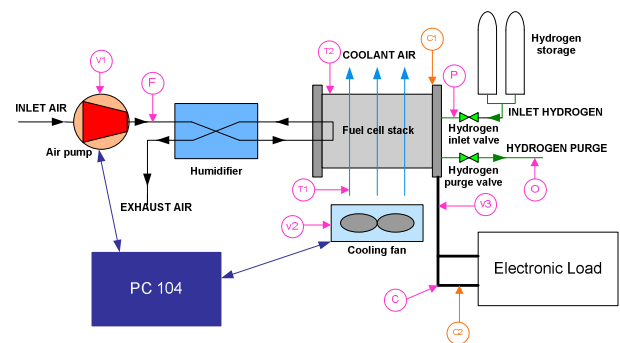 Hydrogen
storage
V1
T2
COOLANT AIR
C1
F
P
INLET AIR
INLET HYDROGEN
Air pump
Fuel cell stack
Hydrogen
inlet valve
HYDROGEN PURGE
Humidifier
Hydrogen
purge valve
T1
O
EXHAUST AIR
v2
v3
Cooling fan
PC 104
Electronic Load
C
C2